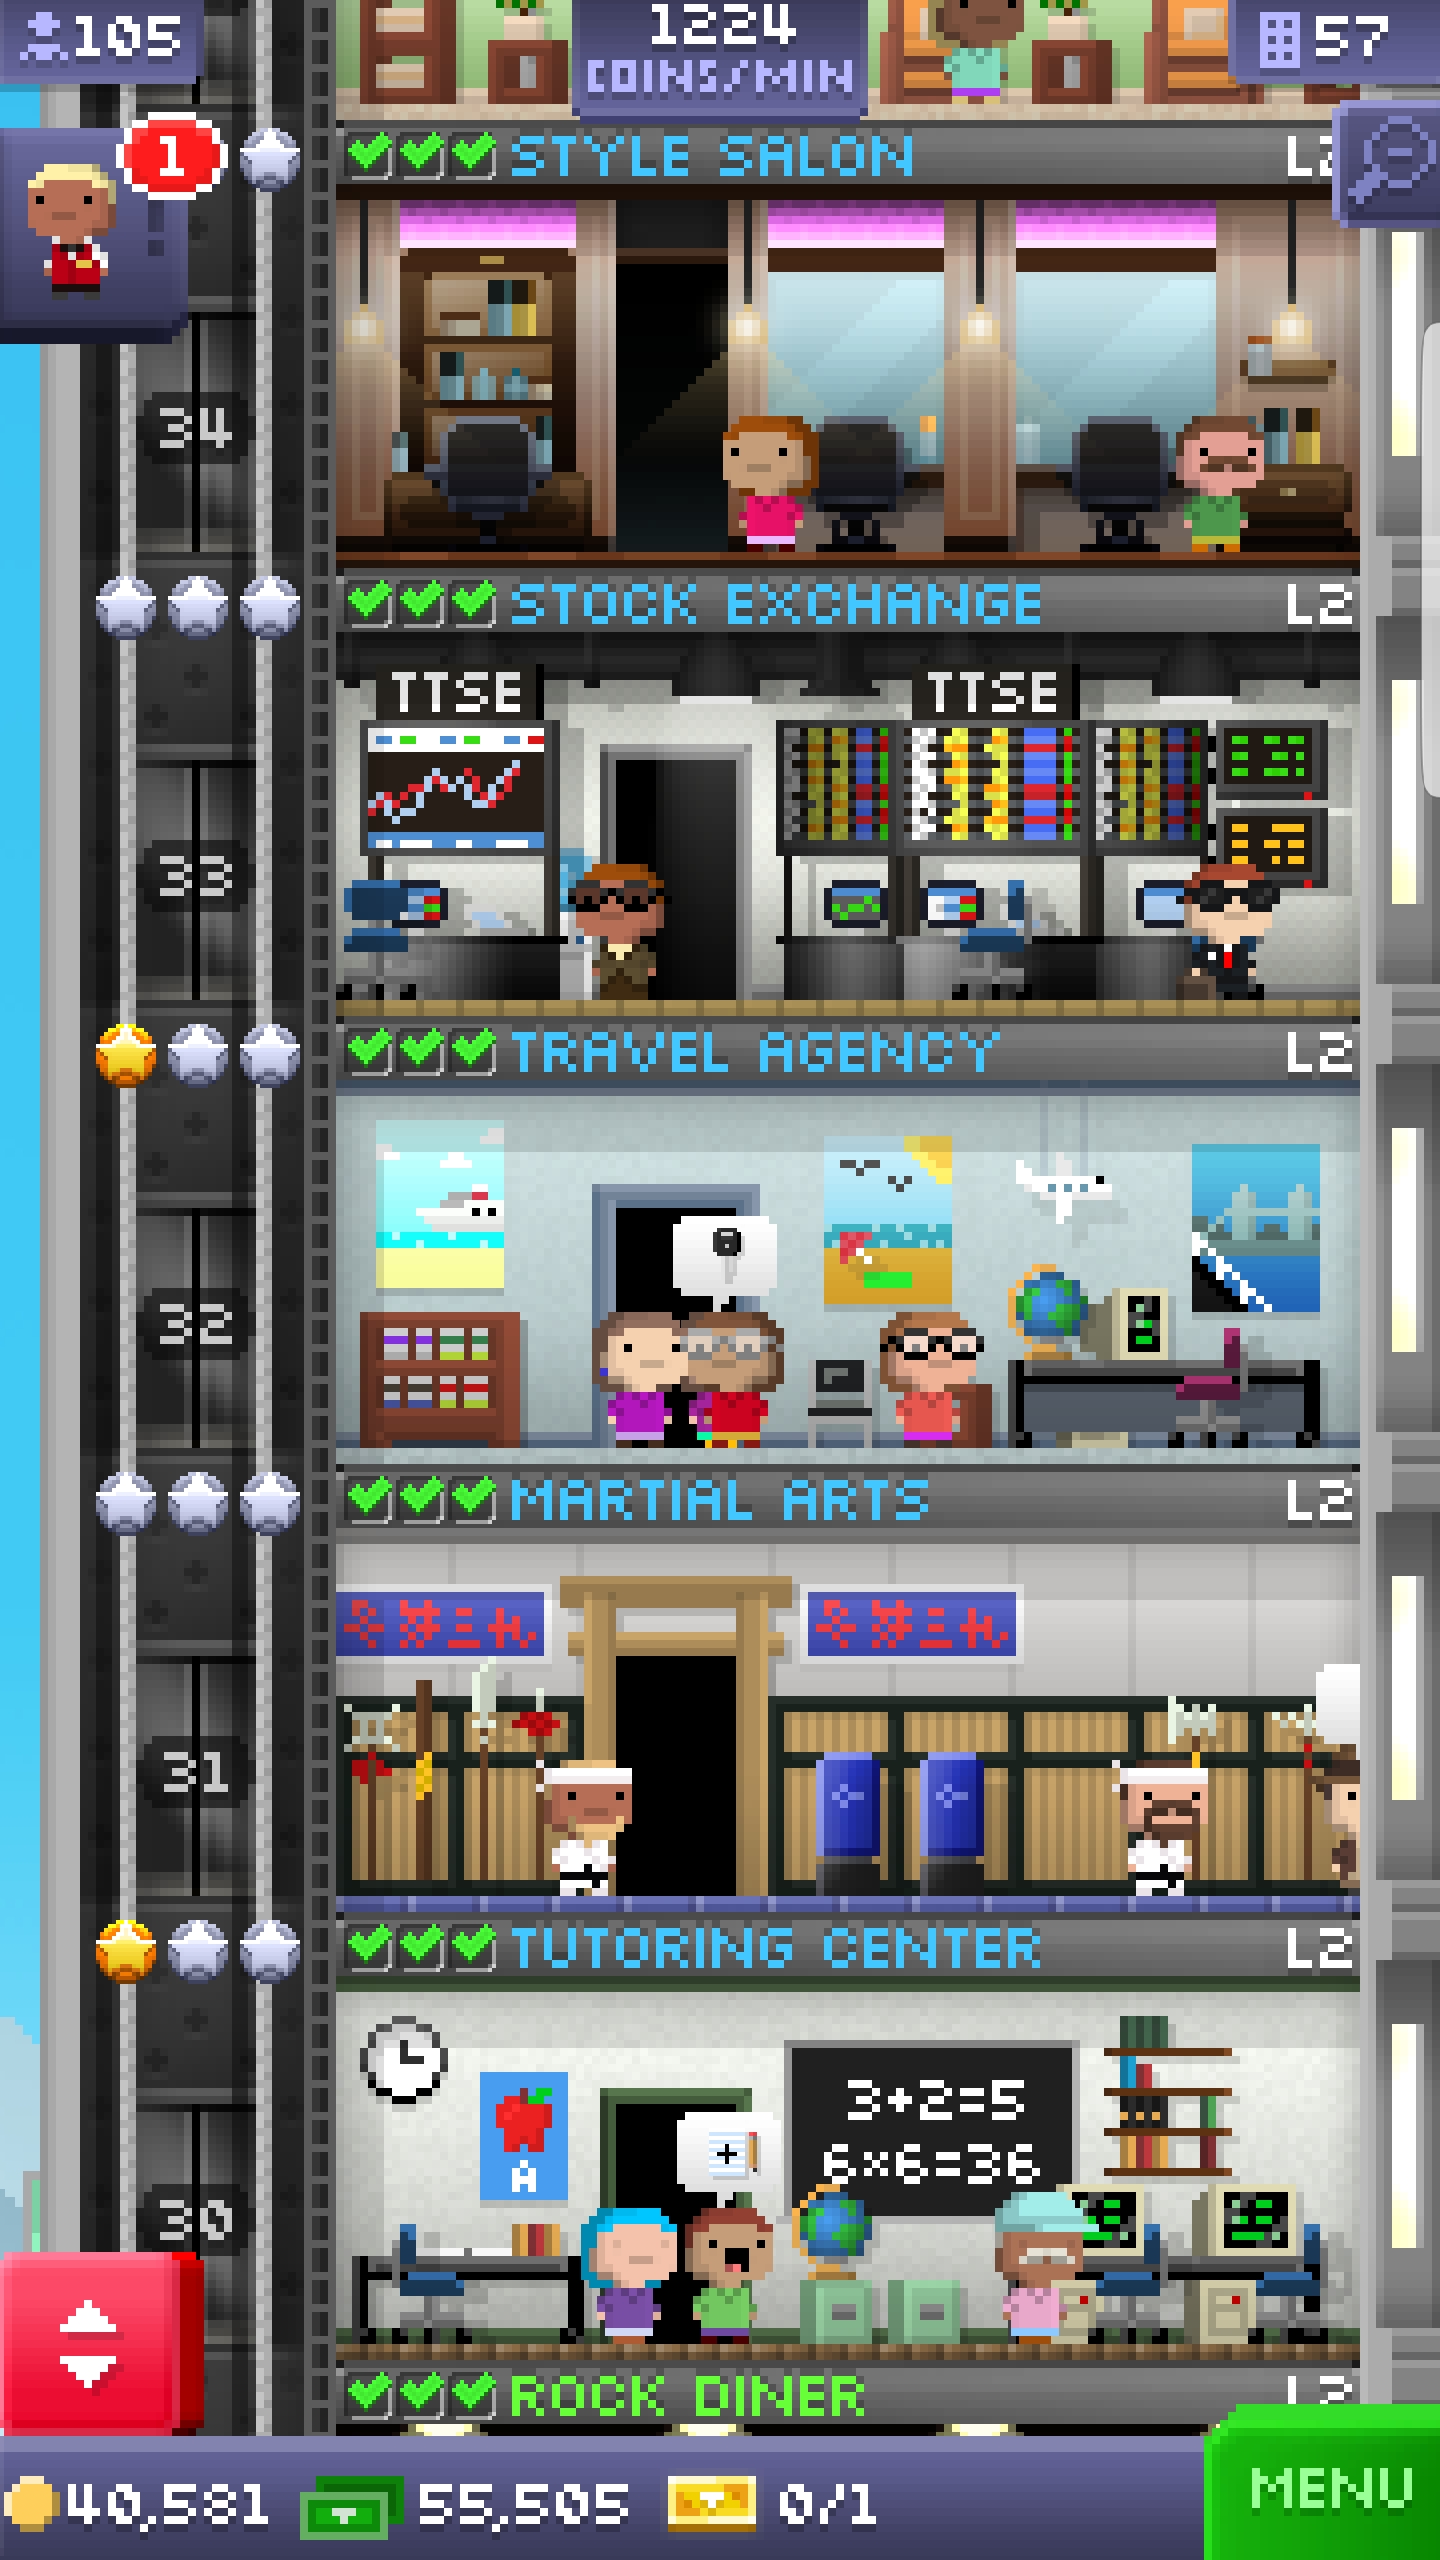 105
1224
COINS/MIN
57
1
STYLE SALON
34
STOCK EXCHANGE L2
TTSE TTSE
33
TRAVEL AGENCY L2
32
MARTIAL ARTS L2
31
TUTORING CENTER L2
3+2=5
6×6=36
A
30
ROCK DINER L2
40,581 55,505 0/1
MENU